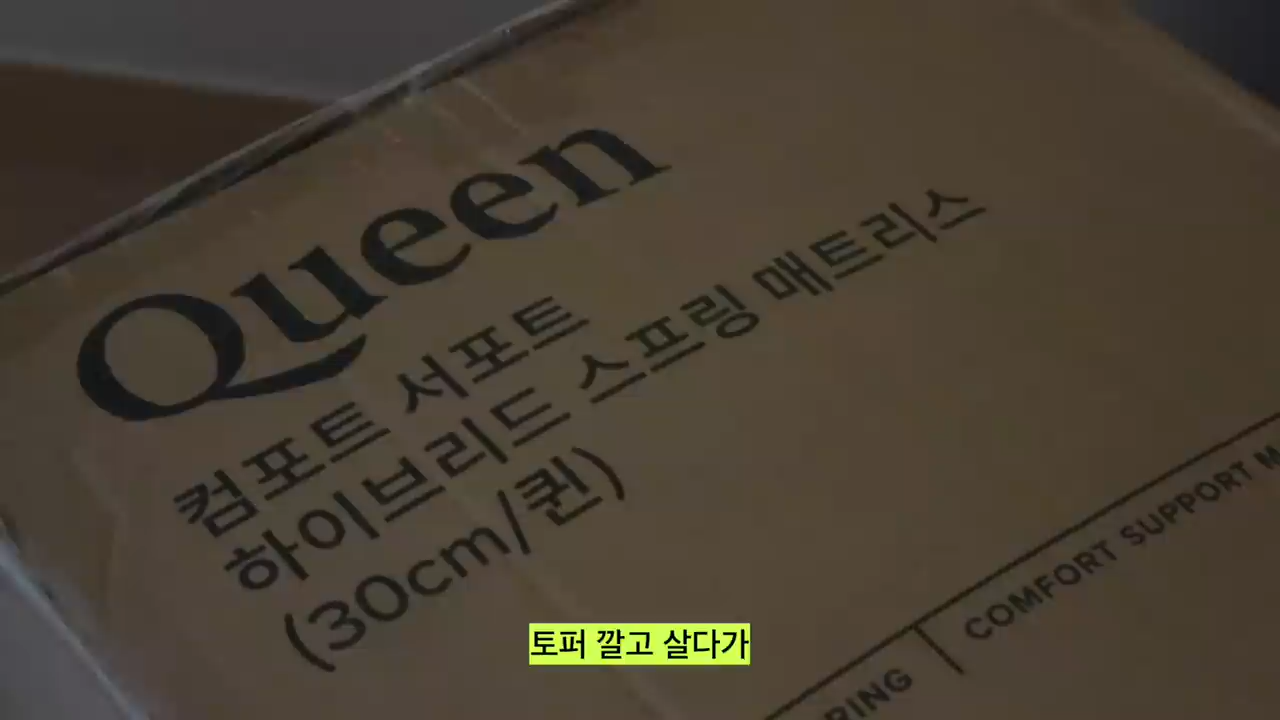 Queen
컴포트 서포트
하이브리드 스프링 매트리스
(30cm/퀸)
COMFORT SUPPORT
토퍼 깔고 살다가